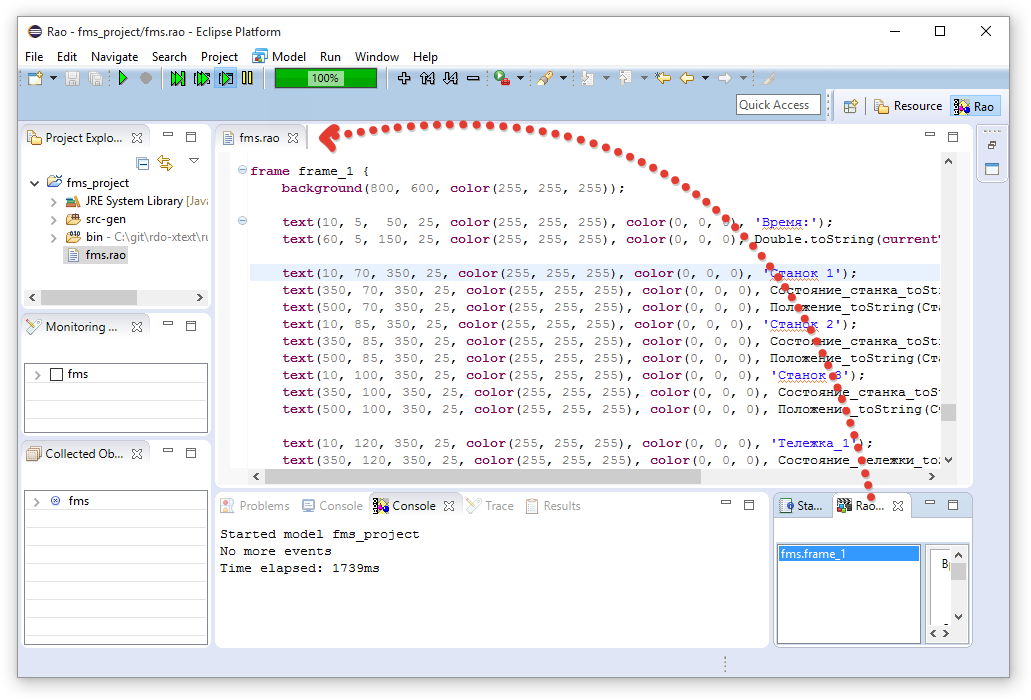 Rao - fms_project/fms.rao - Eclipse Platform
File Edit Navigate Search Project Model Run Window Help
100%
Quick Access
Resource
Rao
Project Explo...
fms_project
JRE System Library [Java
src-gen
bin - C:\git\rdo-xtext\ru
fms.rao
Monitoring ...
fms
Collected Ob...
fms
fms.rao
frame frame_1 {
background(800, 600, color(255, 255, 255));
text(10, 5, 50, 25, color(255, 255, 255), color(0, 0, 0), 'Время:');
text(60, 5, 150, 25, color(255, 255, 255), color(0, 0, 0), Double.toString(current
text(10, 70, 350, 25, color(255, 255, 255), color(0, 0, 0), 'Станок 1');
text(350, 70, 350, 25, color(255, 255, 255), color(0, 0, 0), Состояние_станка_toStr
text(500, 70, 350, 25, color(255, 255, 255), color(0, 0, 0), Положение_toString(Ста
text(10, 85, 350, 25, color(255, 255, 255), color(0, 0, 0), 'Станок 2');
text(350, 85, 350, 25, color(255, 255, 255), color(0, 0, 0), Состояние_станка_toStr
text(500, 85, 350, 25, color(255, 255, 255), color(0, 0, 0), Положение_toString(Ста
text(10, 100, 350, 25, color(255, 255, 255), color(0, 0, 0), 'Станок 3');
text(350, 100, 350, 25, color(255, 255, 255), color(0, 0, 0), Состояние_станка_toSt
text(500, 100, 350, 25, color(255, 255, 255), color(0, 0, 0), Положение_toString(Ст
text(10, 120, 350, 25, color(255, 255, 255), color(0, 0, 0), 'Тележка_1');
text(350, 120, 350, 25, color(255, 255, 255), color(0, 0, 0), Состояние_тележки_to
Problems Console Console Trace Results
Started model fms_project
No more events
Time elapsed: 1739ms
Sta... Rao...
fms.frame_1